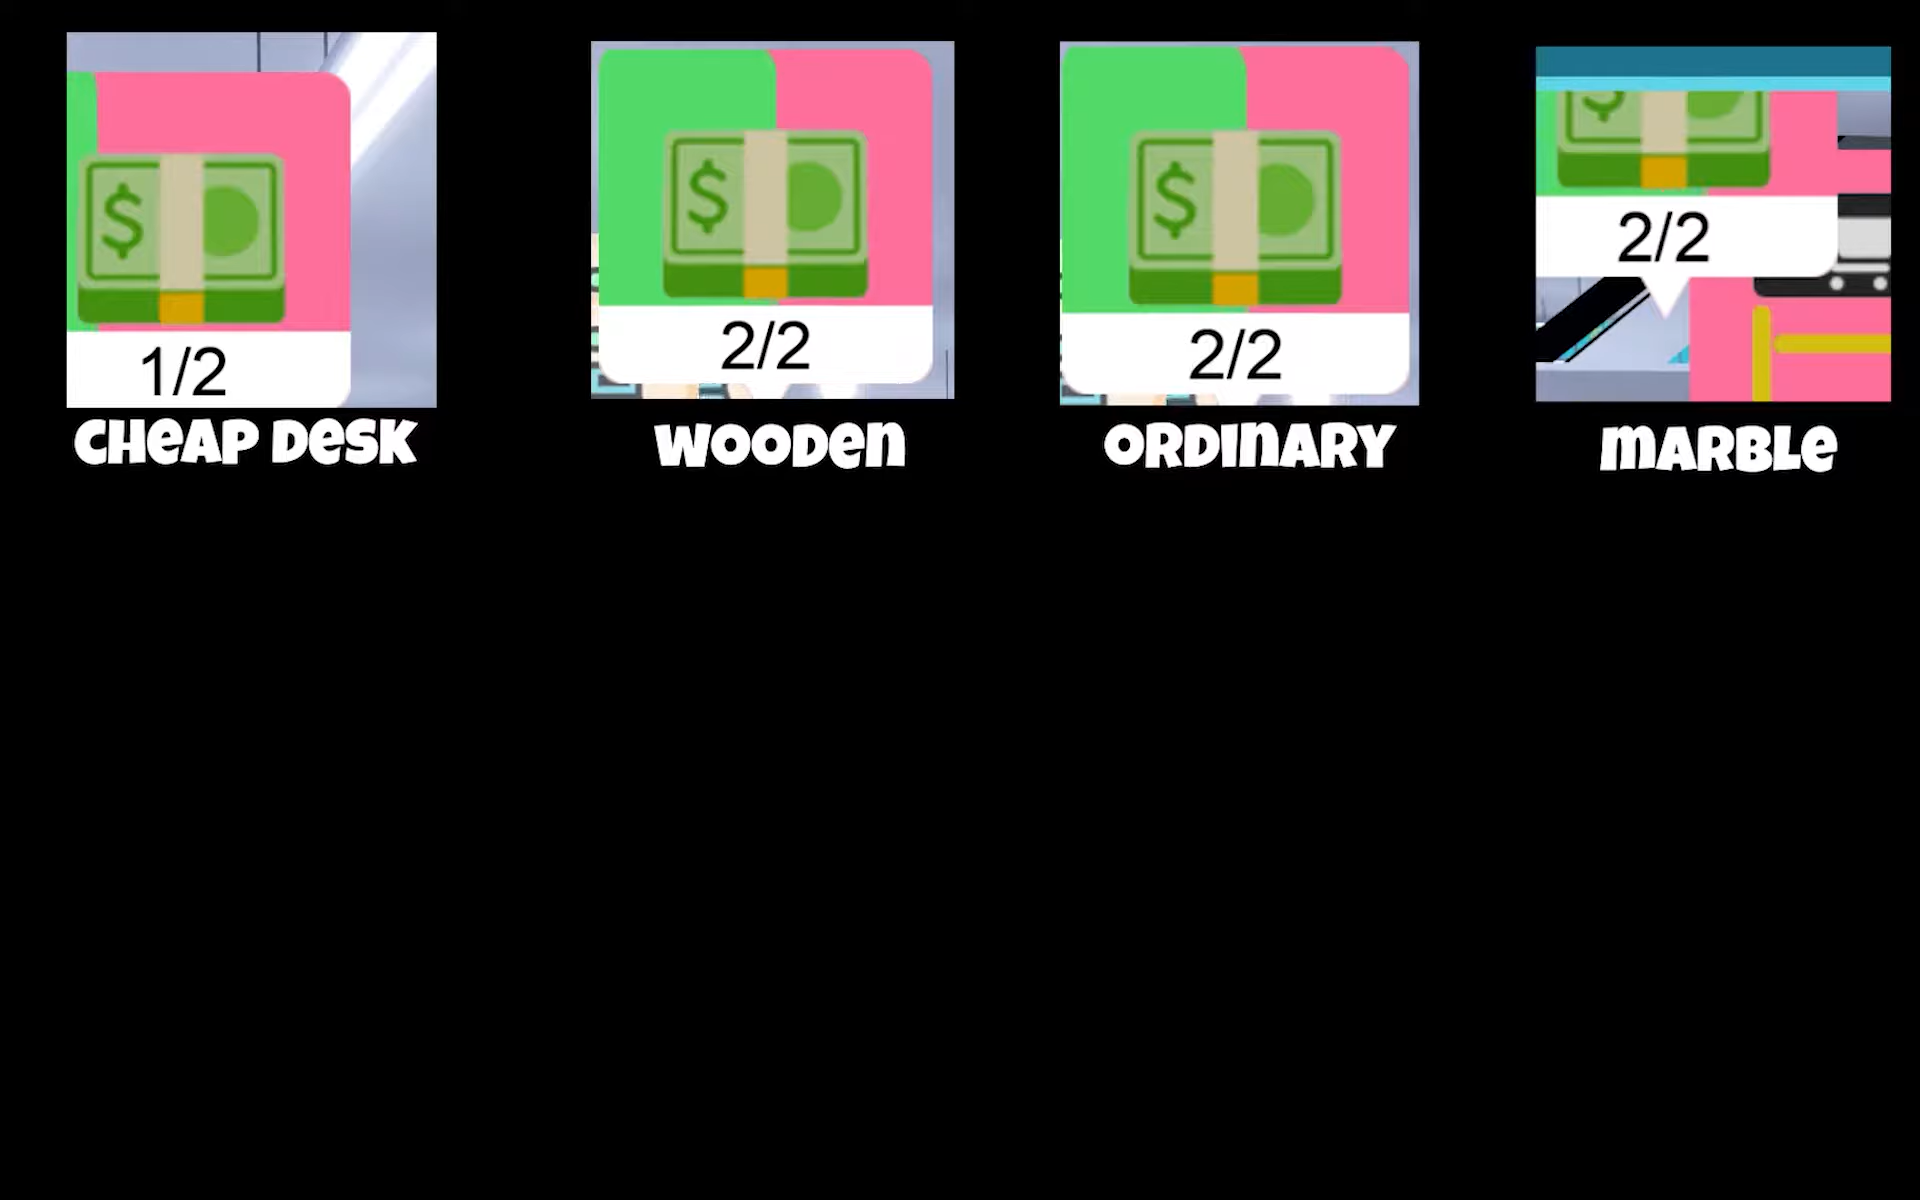 $
1/2
CHEAP DESK
$
2/2
WOODEN
$
2/2
ORDINARY
$
2/2
MARBLE